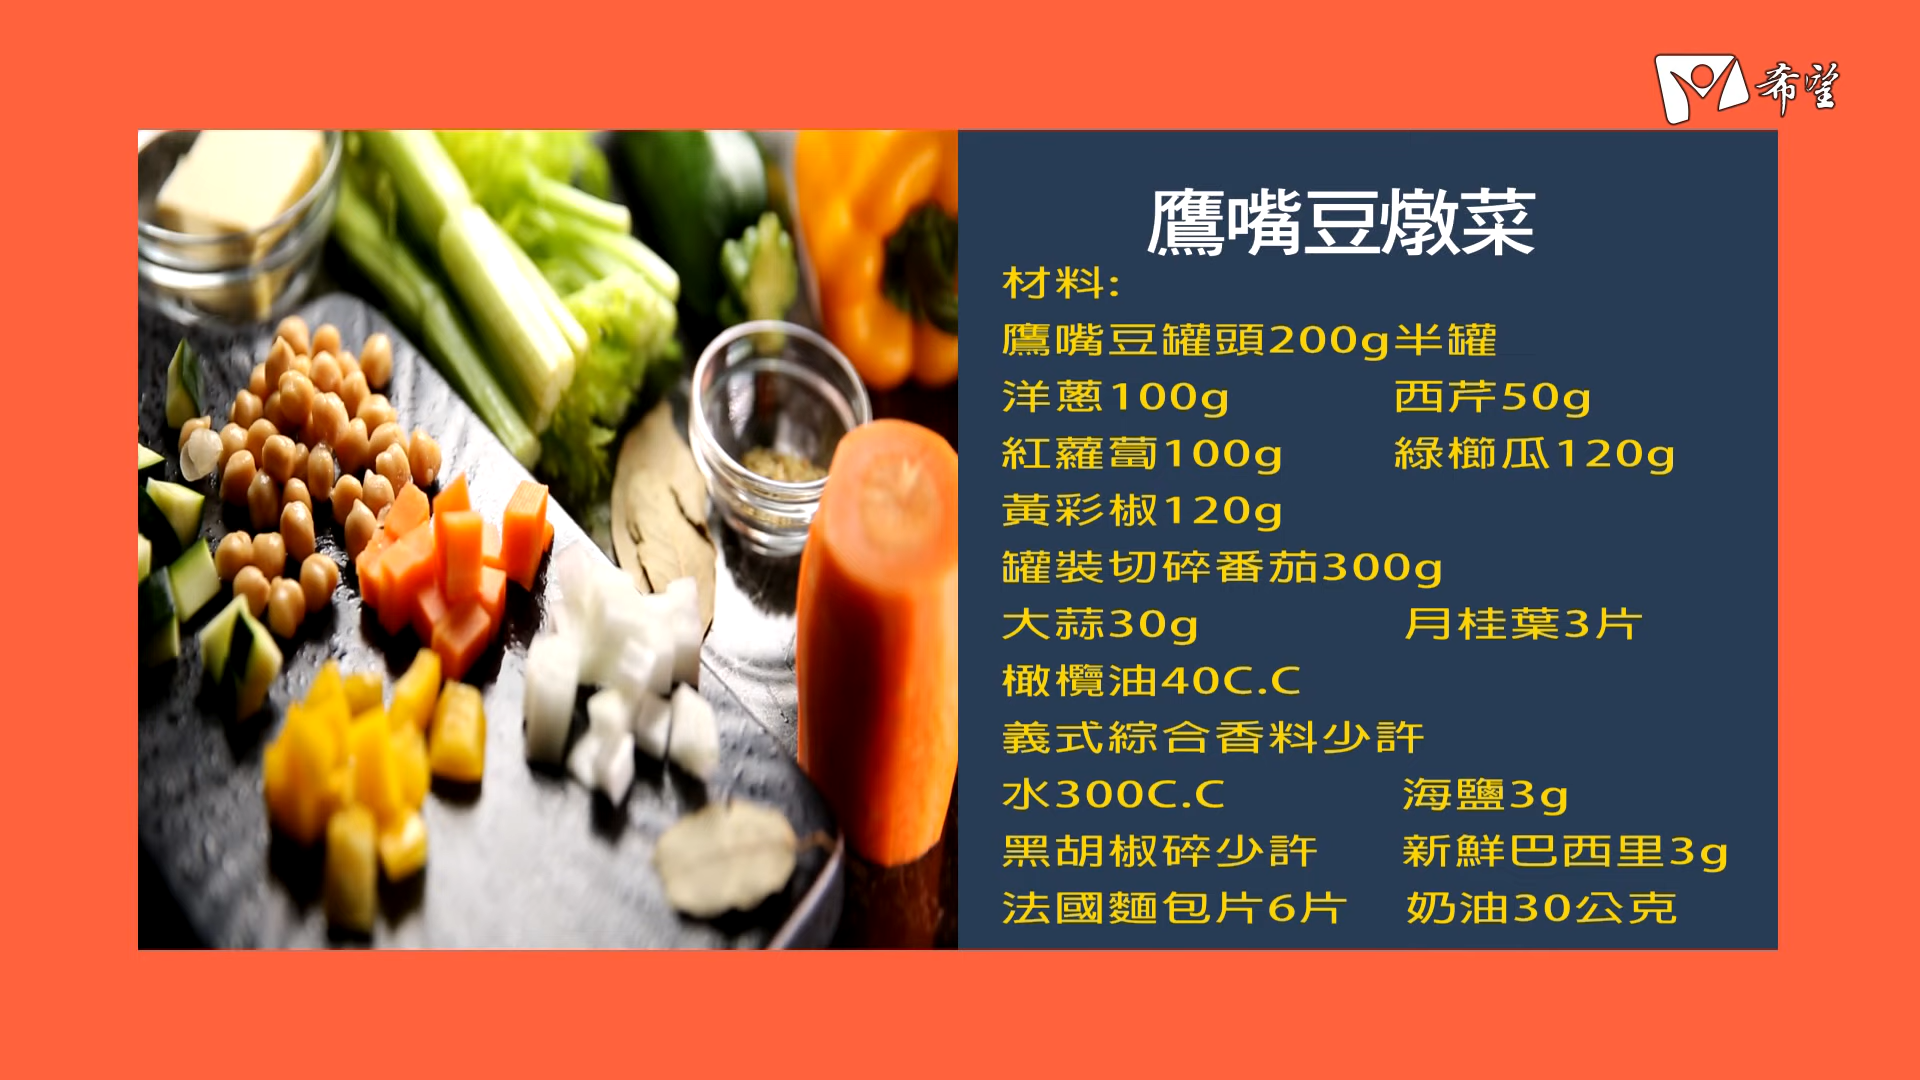 希望
鷹嘴豆燉菜
材料:
鷹嘴豆罐頭200g半罐
洋蔥100g 西芹50g
紅蘿蔔100g 綠櫛瓜120g
黃彩椒120g
罐裝切碎番茄300g
大蒜30g 月桂葉3片
橄欖油40C.C
義式綜合香料少許
水300C.C 海鹽3g
黑胡椒碎少許 新鮮巴西里3g
法國麵包片6片 奶油30公克